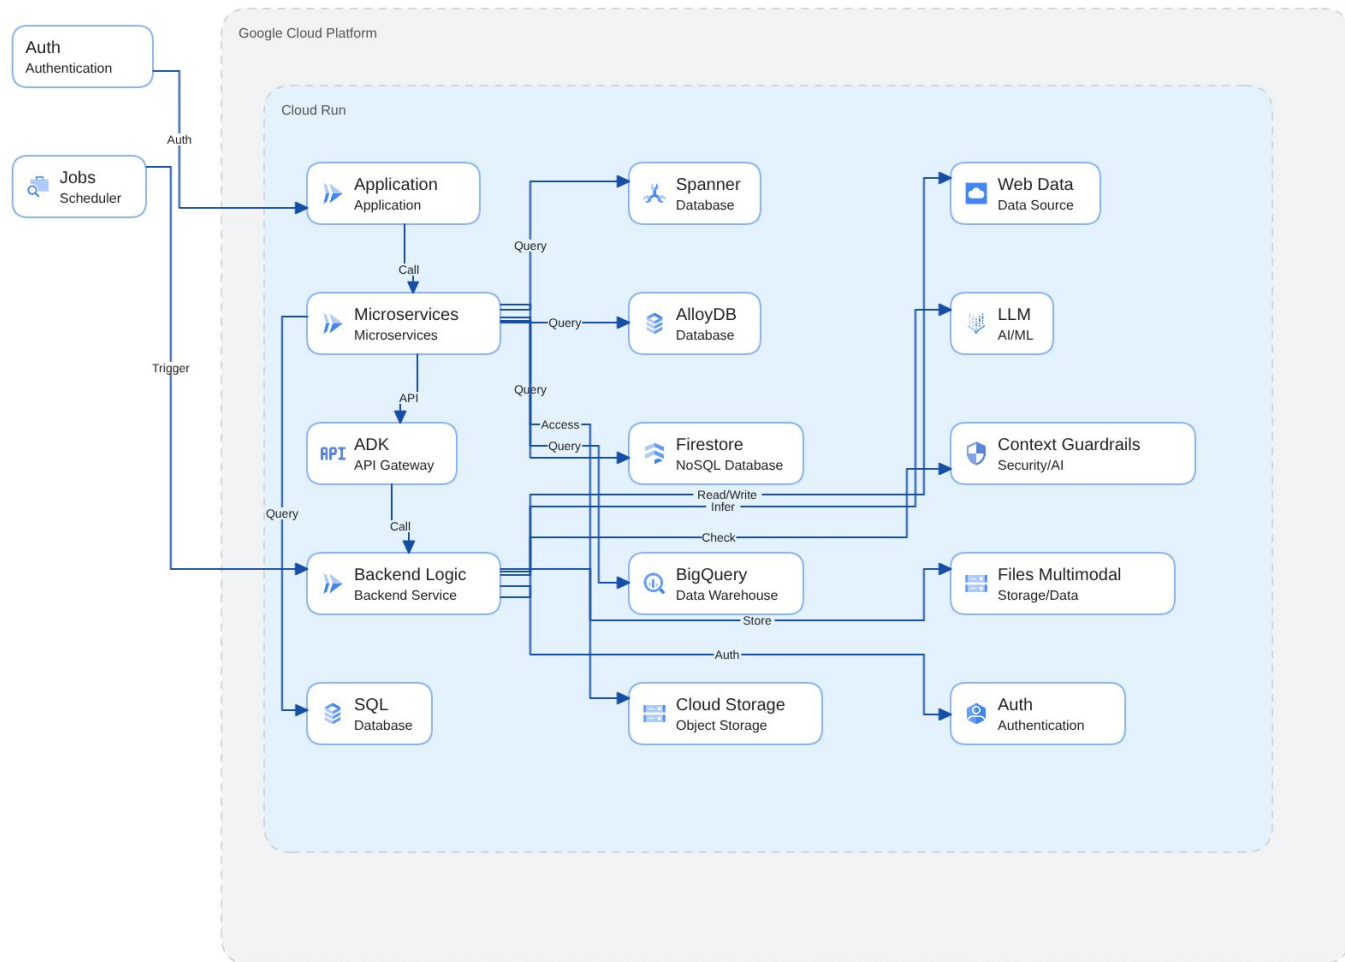 Google Cloud Platform
Auth
Authentication
Cloud Run
Auth
Jobs
Scheduler
Application
Application
Spanner
Database
Web Data
Data Source
Query
Call
Microservices
Microservices
Query
AlloyDB
Database
LLM
AI/ML
Trigger
API
Query
Access
Query
ADK
API Gateway
API
Firestore
NoSQL Database
Context Guardrails
Security/AI
Read/Write
Infer
Query
Call
Check
Backend Logic
Backend Service
BigQuery
Data Warehouse
Files Multimodal
Storage/Data
Store
Auth
SQL
Database
Cloud Storage
Object Storage
Auth
Authentication